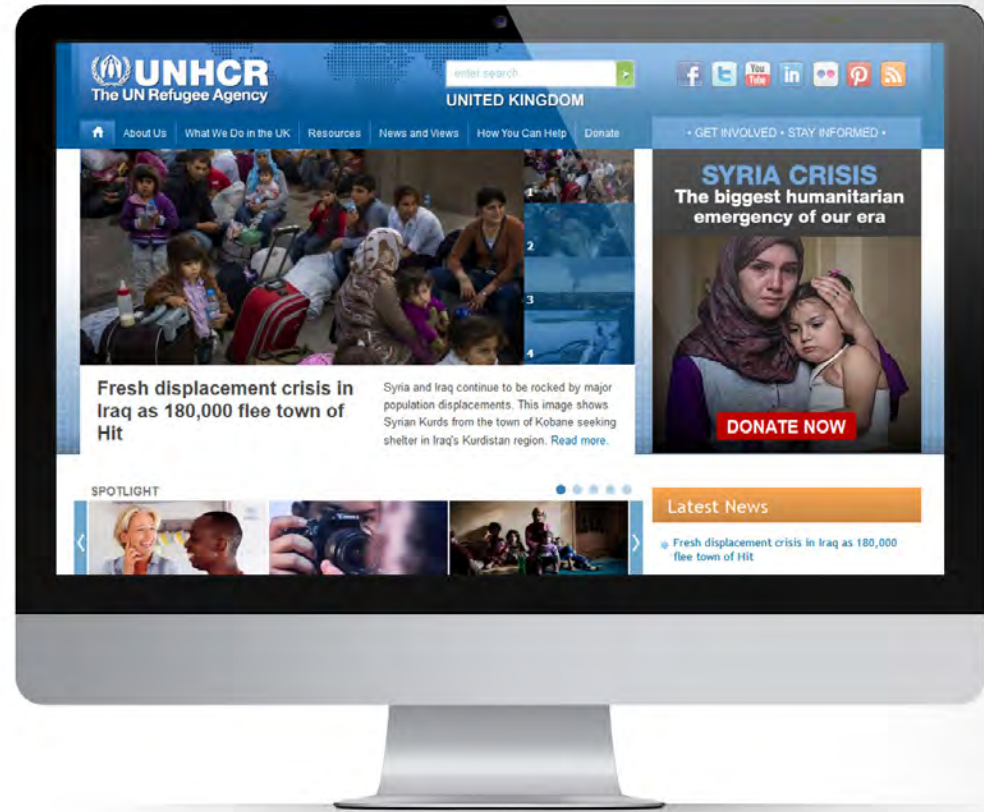 UNHCR
The UN Refugee Agency
enter search
UNITED KINGDOM
You
Tube
in
About Us What We Do in the UK Resources News and Views How You Can Help Donate
• GET INVOLVED • STAY INFORMED •
1
2
3
4
SYRIA CRISIS
The biggest humanitarian
emergency of our era
DONATE NOW
Fresh displacement crisis in
Iraq as 180,000 flee town of
Hit
Syria and Iraq continue to be rocked by major
population displacements. This image shows
Syrian Kurds from the town of Kobane seeking
shelter in Iraq's Kurdistan region. Read more.
SPOTLIGHT
Latest News
Fresh displacement crisis in Iraq as 180,000
flee town of Hit